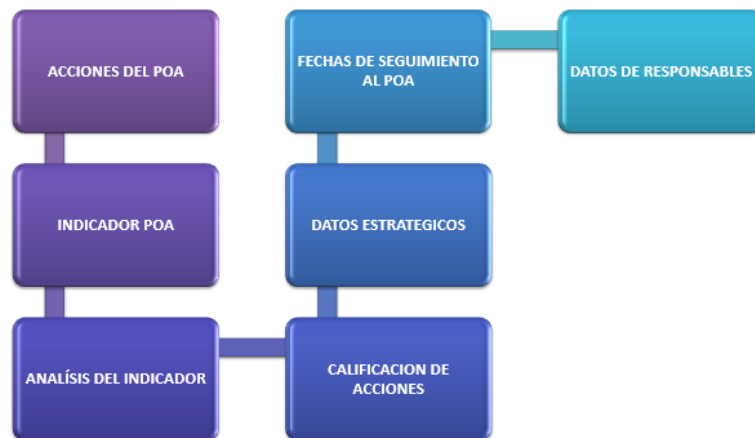 ACCIONES DEL POA
INDICADOR POA
ANALÍSIS DEL INDICADOR
CALIFICACION DE
ACCIONES
DATOS ESTRATEGICOS
FECHAS DE SEGUIMIENTO
AL POA
DATOS DE RESPONSABLES